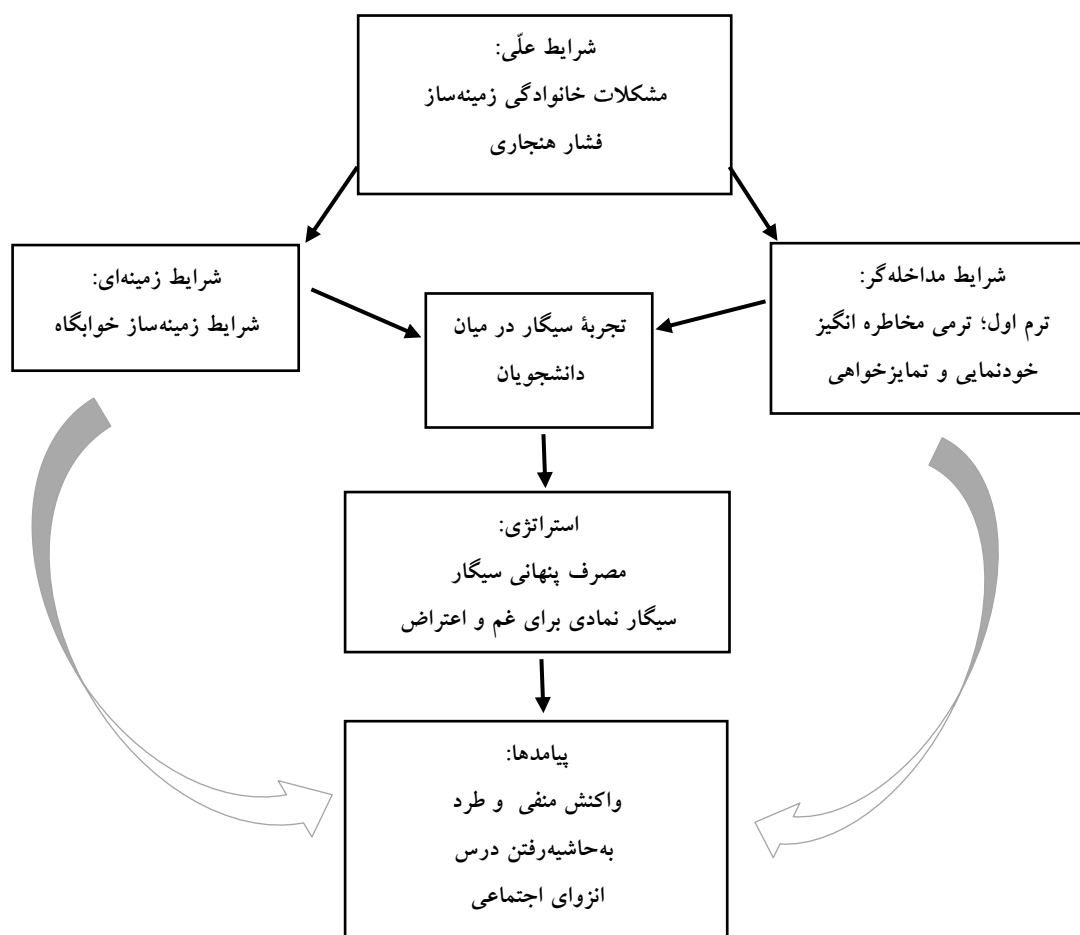 شرایط علّی:
مشکلات خانوادگی زمینه‌ساز
فشار هنجاری
شرایط مداخله‌گر:
ترم اول؛ ترمی مخاطره انگیز
خودنمایی و تمایزخواهی
شرایط زمینه‌ای:
شرایط زمینه‌ساز خوابگاه
تجربۀ سیگار در میان
دانشجویان
استراتژی:
مصرف پنهانی سیگار
سیگار نمادی برای غم و اعتراض
پیامدها:
واکنش منفی و طرد
به‌حاشیه‌رفتن درس
انزوای اجتماعی